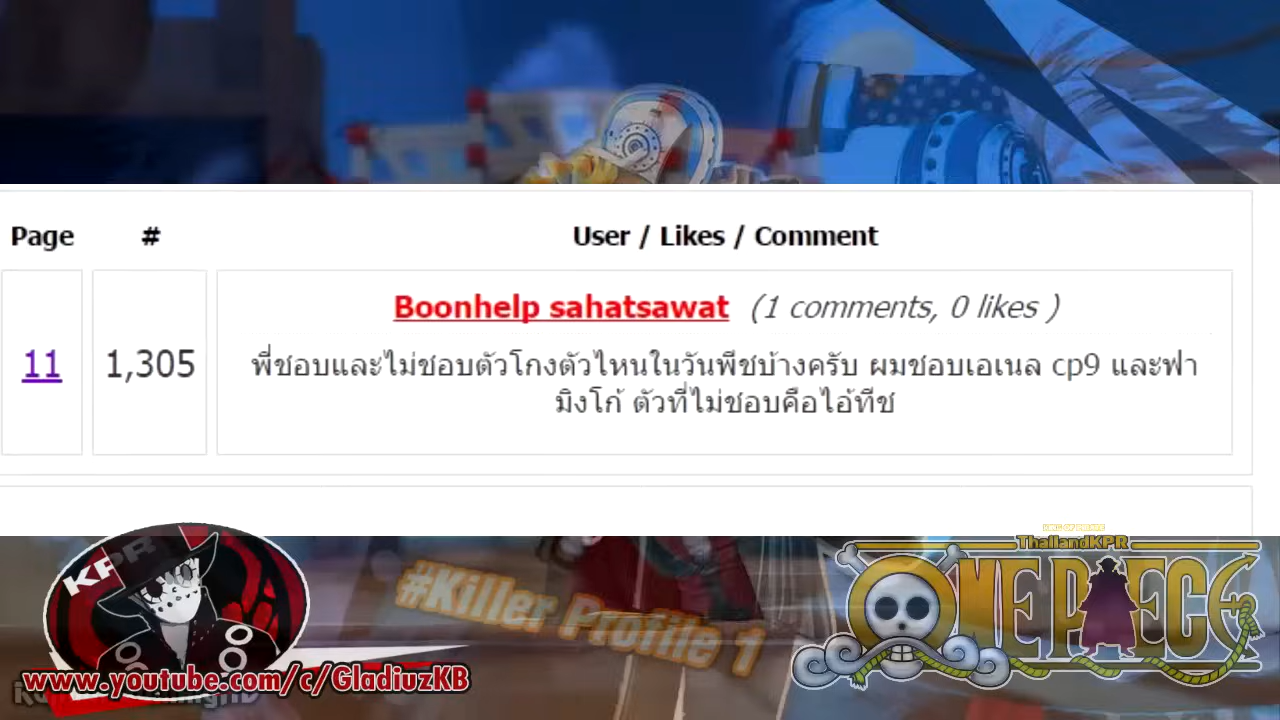 Page # User / Likes / Comment
Boonhelp sahatsawat (1 comments, 0 likes )
11 1,305 พี่ชอบและไม่ชอบตัวโกงตัวไหนในวันพีชบ้างครับ ผมชอบเอเนล cp9 และฟา
มิงโก้ ตัวที่ไม่ชอบคือไอ้ทีช
ThailandKPR
KPR
#Killer Profile 1
ONE PIECE
www.youtube.com/c/GladiuzKB